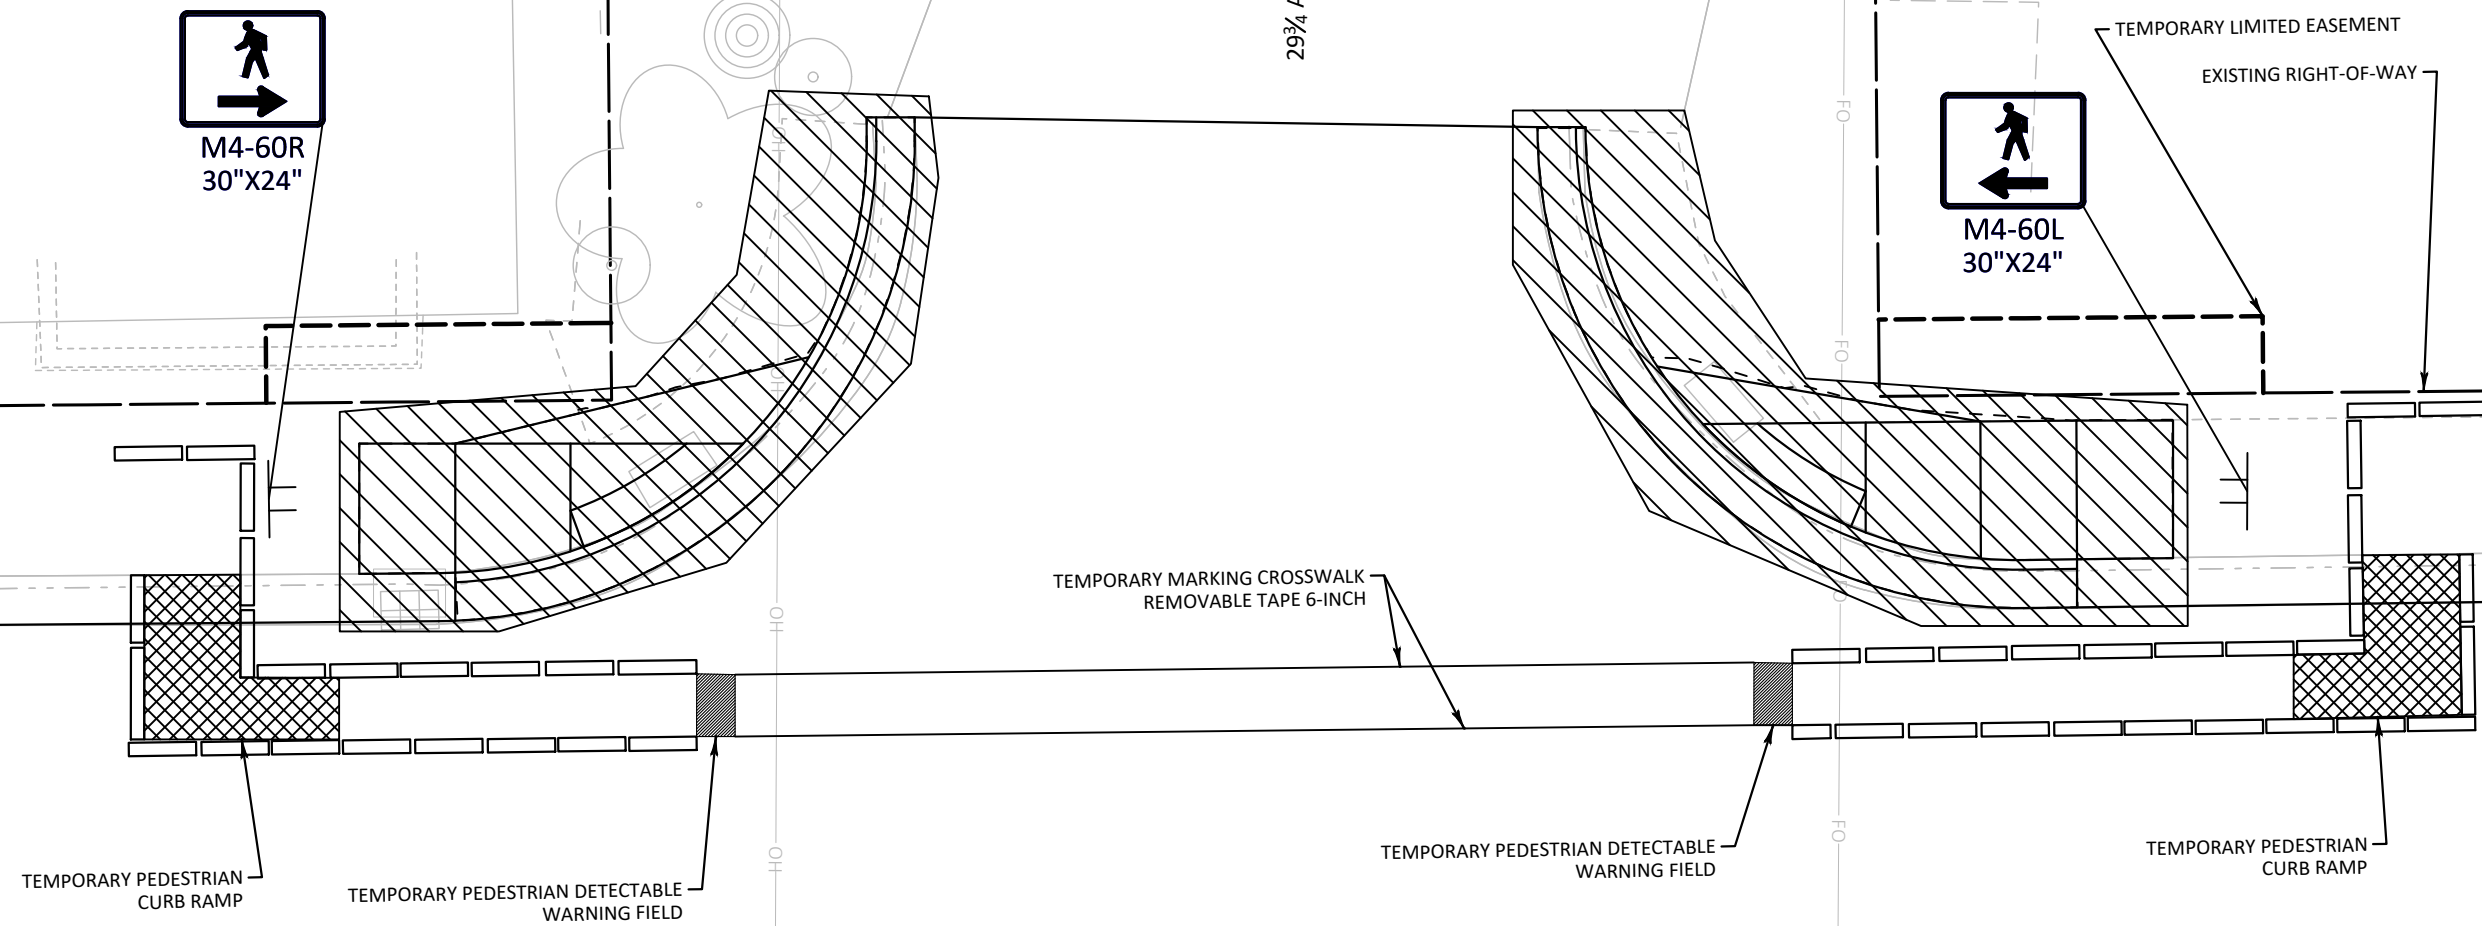 29¾ A
TEMPORARY LIMITED EASEMENT
EXISTING RIGHT-OF-WAY
M4-60R
30"X24"
M4-60L
30"X24"
OH
OH
OH
OH
FO
FO
FO
FO
TEMPORARY MARKING CROSSWALK
REMOVABLE TAPE 6-INCH
TEMPORARY PEDESTRIAN
CURB RAMP
TEMPORARY PEDESTRIAN DETECTABLE
WARNING FIELD
TEMPORARY PEDESTRIAN DETECTABLE
WARNING FIELD
TEMPORARY PEDESTRIAN
CURB RAMP